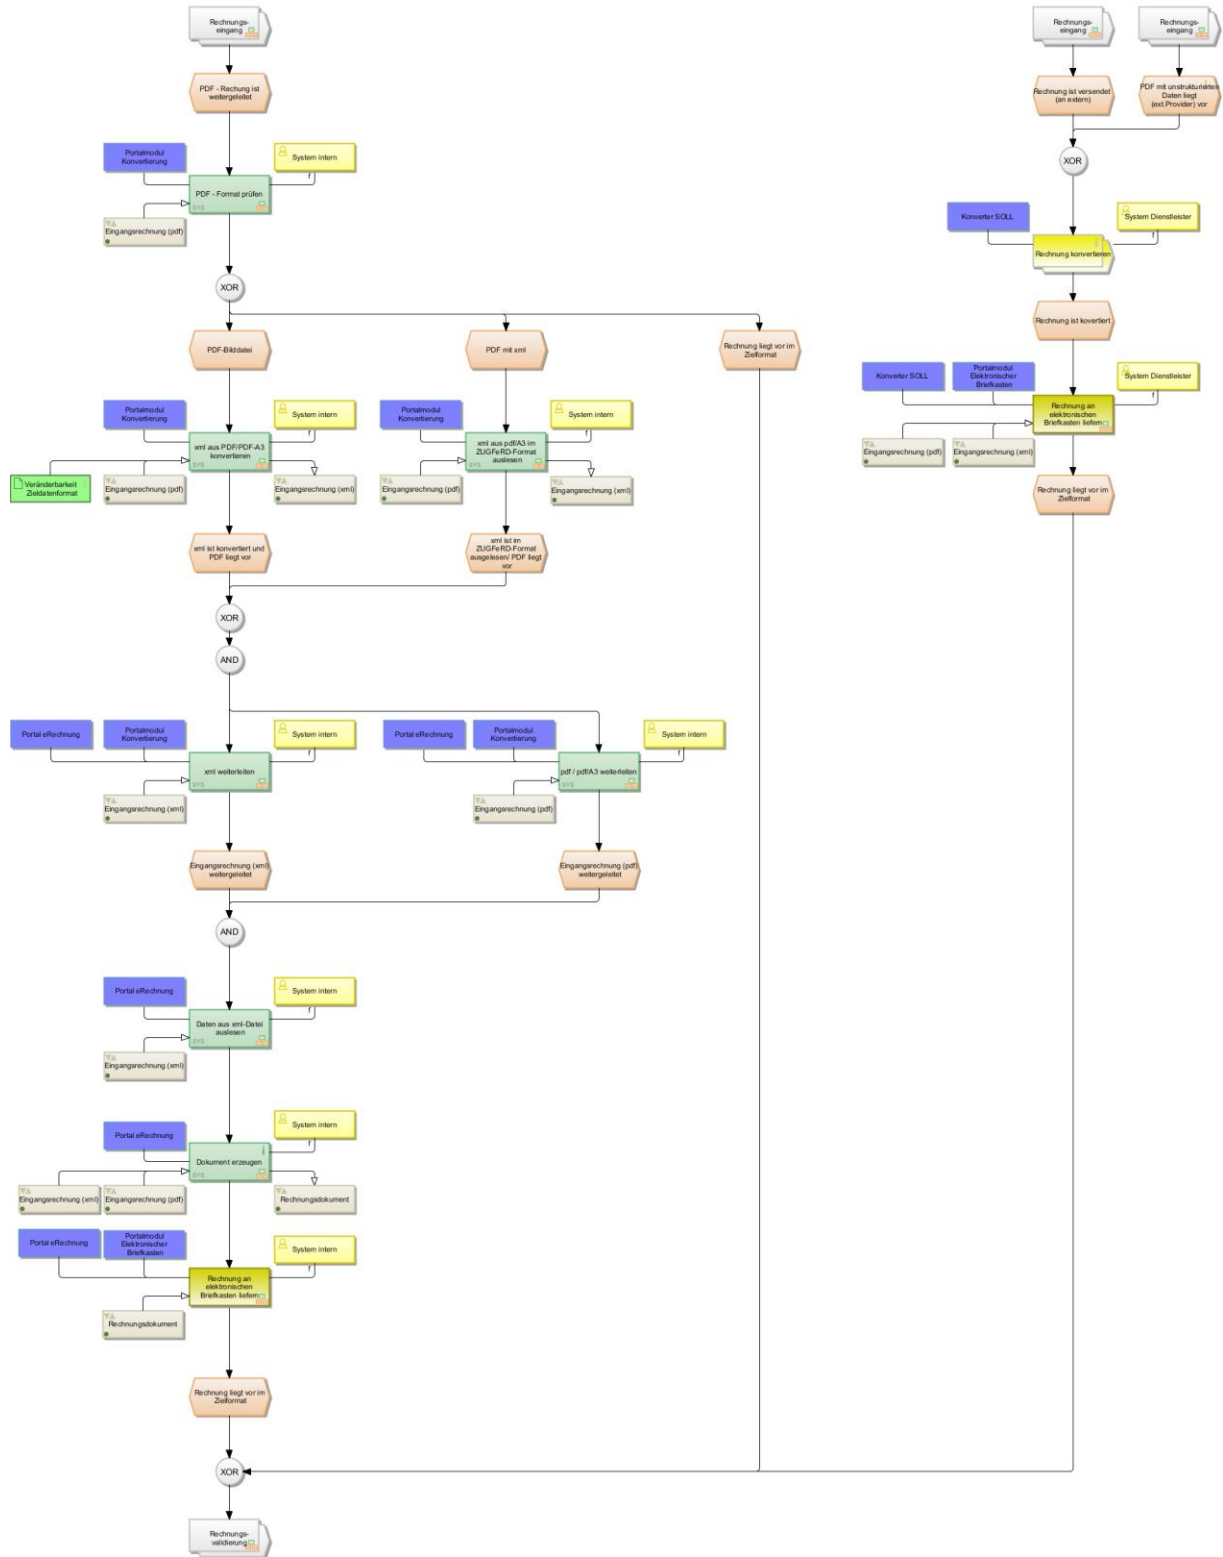 Rechnungs-
eingang
Rechnungs-
eingang
Rechnungs-
eingang
PDF - Rechung ist
weitergeleitet
Rechnung ist versendet
(an extern)
PDF mit unstrukturierten
Daten liegt
(ext.Provider) vor
Portalmodul
Konvertierung
System intern
XOR
PDF - Format prüfen
SYS
Eingangsrechnung (pdf)
Konverter SOLL
System Dienstleister
f
Rechnung konvertieren
f
XOR
Rechnung ist kovertiert
PDF-Bilddatei
PDF mit xml
Rechnung liegt vor im
Zielformat
Konverter SOLL
Portalmodul
Elektronischer
Briefkasten
System Dienstleister
f
Rechnung an
elektronischen
Briefkasten liefern
Eingangsrechnung (pdf)
Eingangsrechnung (xml)
Rechnung liegt vor im
Zielformat
Portalmodul
Konvertierung
System intern
f
xml aus PDF/PDF-A3
konvertieren
SYS
Veränderbarkeit
Zieldatenformat
Eingangsrechnung (pdf)
Eingangsrechnung (xml)
Portalmodul
Konvertierung
System intern
f
xml aus pdf/A3 im
ZUGFeRD-Format
auslesen
SYS
Eingangsrechnung (pdf)
Eingangsrechnung (xml)
xml ist konvertiert und
PDF liegt vor
xml ist im
ZUGFeRD-Format
ausgelesen/ PDF liegt
vor
XOR
AND
Portal eRechnung
Portalmodul
Konvertierung
System intern
f
xml weiterleiten
SYS
Eingangsrechnung (xml)
Portal eRechnung
Portalmodul
Konvertierung
System intern
f
pdf / pdf/A3 weiterleiten
SYS
Eingangsrechnung (pdf)
Eingangsrechnung (xml)
weitergeleitet
Eingangsrechnung (pdf)
weitergeleitet
AND
Portal eRechnung
System intern
f
Daten aus xml-Datei
auslesen
SYS
Eingangsrechnung (xml)
Portal eRechnung
System intern
f
Dokument erzeugen
SYS
Eingangsrechnung (xml)
Eingangsrechnung (pdf)
Rechnungsdokument
Portal eRechnung
Portalmodul
Elektronischer
Briefkasten
System intern
f
Rechnung an
elektronischen
Briefkasten liefern
Rechnungsdokument
Rechnung liegt vor im
Zielformat
XOR
Rechnungs-
validierung